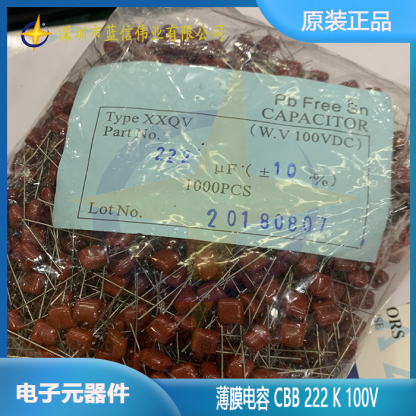 深圳市蓝信伟业有限公司
原装正品
Pb Free Sn
CAPACITOR
Type XXQV
(W.V 100VDC)
Part No.
222 μF (±10 %)
1000PCS
Lot No. 20180807
ORS
电子元器件
薄膜电容 CBB 222 K 100V